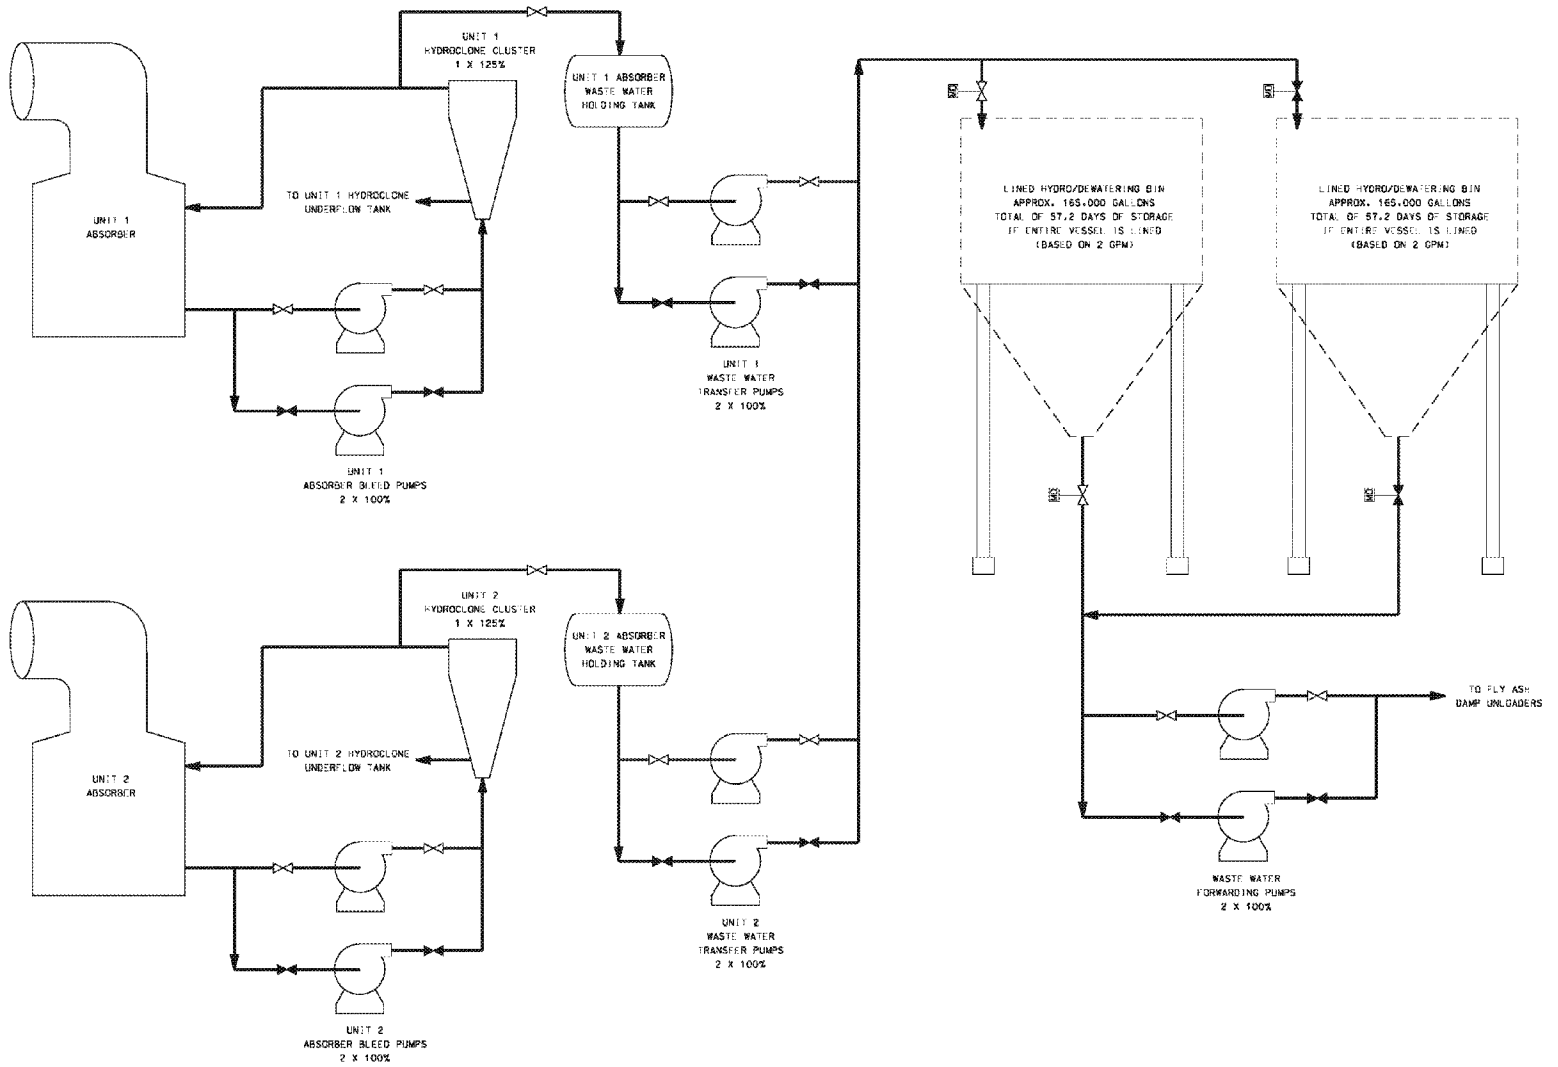 UNIT 1
HYDROCLONE CLUSTER
1 X 125%
UNIT 1 ABSORBER
WASTE WATER
HOLDING TANK
TO UNIT 1 HYDROCLONE
UNDERFLOW TANK
UNIT 1
ABSORBER
UNIT 1
WASTE WATER
TRANSFER PUMPS
2 X 100%
UNIT 1
ABSORBER BLEED PUMPS
2 X 100%
MO
MO
LINED HYDRO/DEWATERING BIN
APPROX. 165,000 GALLONS
TOTAL OF 57.2 DAYS OF STORAGE
IF ENTIRE VESSEL IS LINED
(BASED ON 2 GPM)
LINED HYDRO/DEWATERING BIN
APPROX. 165,000 GALLONS
TOTAL OF 57.2 DAYS OF STORAGE
IF ENTIRE VESSEL IS LINED
(BASED ON 2 GPM)
MO
MO
UNIT 2
HYDROCLONE CLUSTER
1 X 125%
UNIT 2 ABSORBER
WASTE WATER
HOLDING TANK
TO UNIT 2 HYDROCLONE
UNDERFLOW TANK
UNIT 2
ABSORBER
UNIT 2
WASTE WATER
TRANSFER PUMPS
2 X 100%
UNIT 2
ABSORBER BLEED PUMPS
2 X 100%
TO FLY ASH
DAMP UNLOADERS
WASTE WATER
FORWARDING PUMPS
2 X 100%